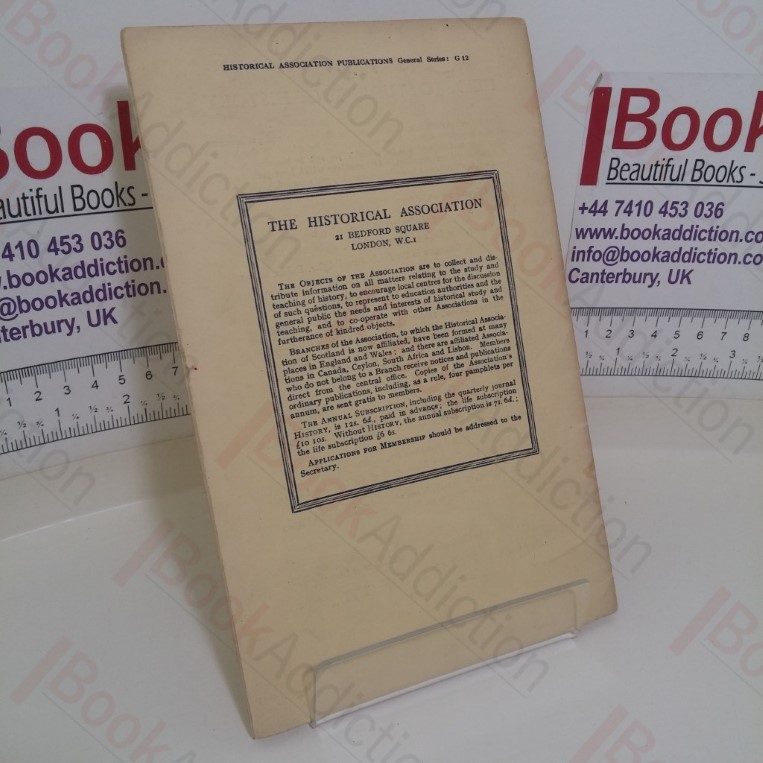 HISTORICAL ASSOCIATION PUBLICATIONS General Series: G 12
THE HISTORICAL ASSOCIATION
21 BEDFORD SQUARE
LONDON, W.C.1
THE OBJECTS OF THE ASSOCIATION are to collect and dis-
tribute information on all matters relating to the study and
teaching of history, to encourage local centres for the discussion
of such questions, to represent to education authorities and the
general public the needs and interests of historical study and
teaching, and to co-operate with other Associations in the
furtherance of kindred objects.
BRANCHES of the Association, to which the Historical Associa-
tion of Scotland is now affiliated, have been formed at many
places in England and Wales; and there are affiliated Associa-
tions in Canada, Ceylon, South Africa and Lisbon. Members
who do not belong to a Branch receive notices and publications
direct from the central office. Copies of the Association's
ordinary publications, including, as a rule, four pamphlets per
annum, are sent gratis to members.
THE ANNUAL SUBSCRIPTION, including the quarterly journal
HISTORY, is 12s. 6d., paid in advance; the life subscription
£10 10s. Without HISTORY, the annual subscription is 7s. 6d.;
the life subscription £6 6s.
APPLICATIONS FOR MEMBERSHIP should be addressed to the
Secretary.
Book
Beautiful Books -
7410 453 036
w.bookaddiction.c
@bookaddiction.
nterbury, UK
Book
Beautiful Books -
+44 7410 453 036
www.bookaddiction.com
info@bookaddiction.com
Canterbury, UK
BookAddiction